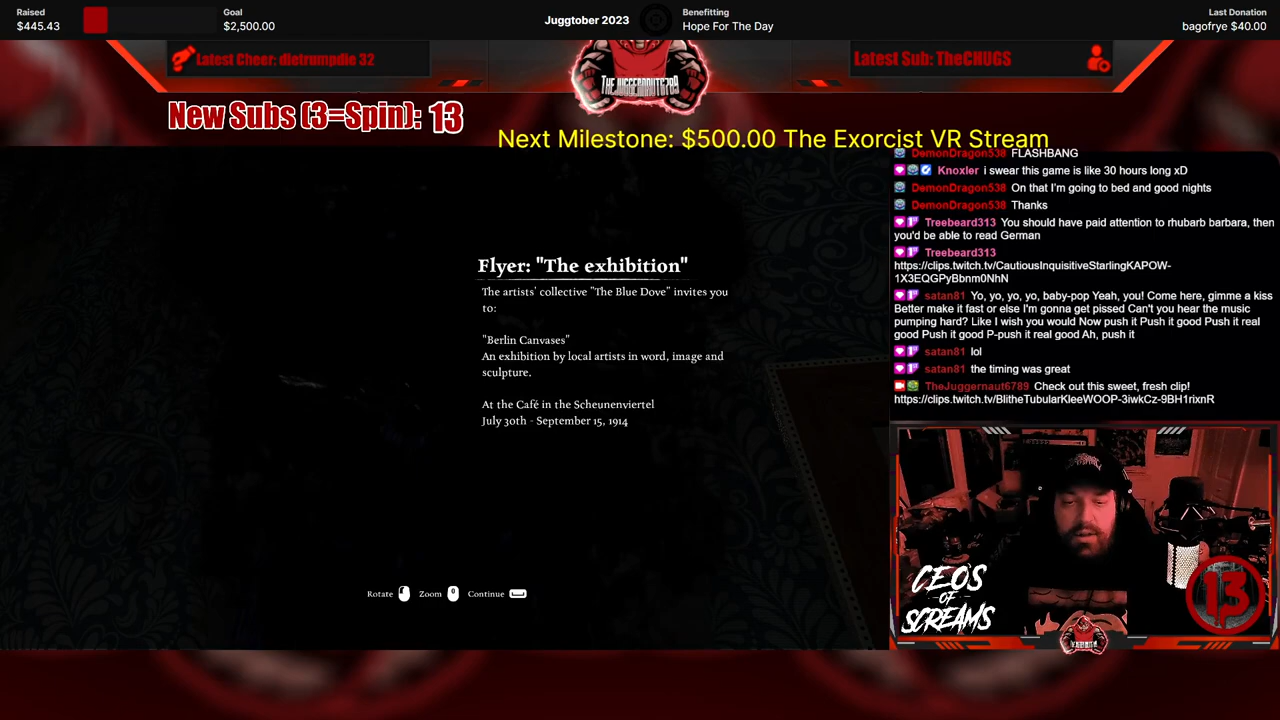 Raised
$445.43
Goal
$2,500.00
Juggtober 2023
Benefitting
Hope For The Day
Last Donation
bagofrye $40.00
Latest Cheer: dietrumpdie 32
THEJUGGERNAUT6789
Latest Sub: TheCHUGS
New Subs (3=Spin): 13
Next Milestone: $500.00 The Exorcist VR Stream
DemonDragon538 FLASHBANG
Knoxler i swear this game is like 30 hours long xD
DemonDragon538 On that I'm going to bed and good nights
DemonDragon538 Thanks
Treebeard313 You should have paid attention to rhubarb barbara, then
you'd be able to read German
Treebeard313
https://clips.twitch.tv/CautiousInquisitiveStarlingKAPOW-
1X3EQGPyBbnm0NhN
satan81 Yo, yo, yo, yo, baby-pop Yeah, you! Come here, gimme a kiss
Better make it fast or else I'm gonna get pissed Can't you hear the music
pumping hard? Like I wish you would Now push it Push it good Push it real
good Push it good P-push it real good Ah, push it
satan81 lol
satan81 the timing was great
TheJuggernaut6789 Check out this sweet, fresh clip!
https://clips.twitch.tv/BlitheTubularKleeWOOP-3iwkCz-9BH1rixnR
Flyer: "The exhibition"
The artists' collective "The Blue Dove" invites you
to:
"Berlin Canvases"
An exhibition by local artists in word, image and
sculpture.
At the Café in the Scheunenviertel
July 30th - September 15, 1914
Rotate Zoom Continue
CEOS
OF
SCREAMS
13